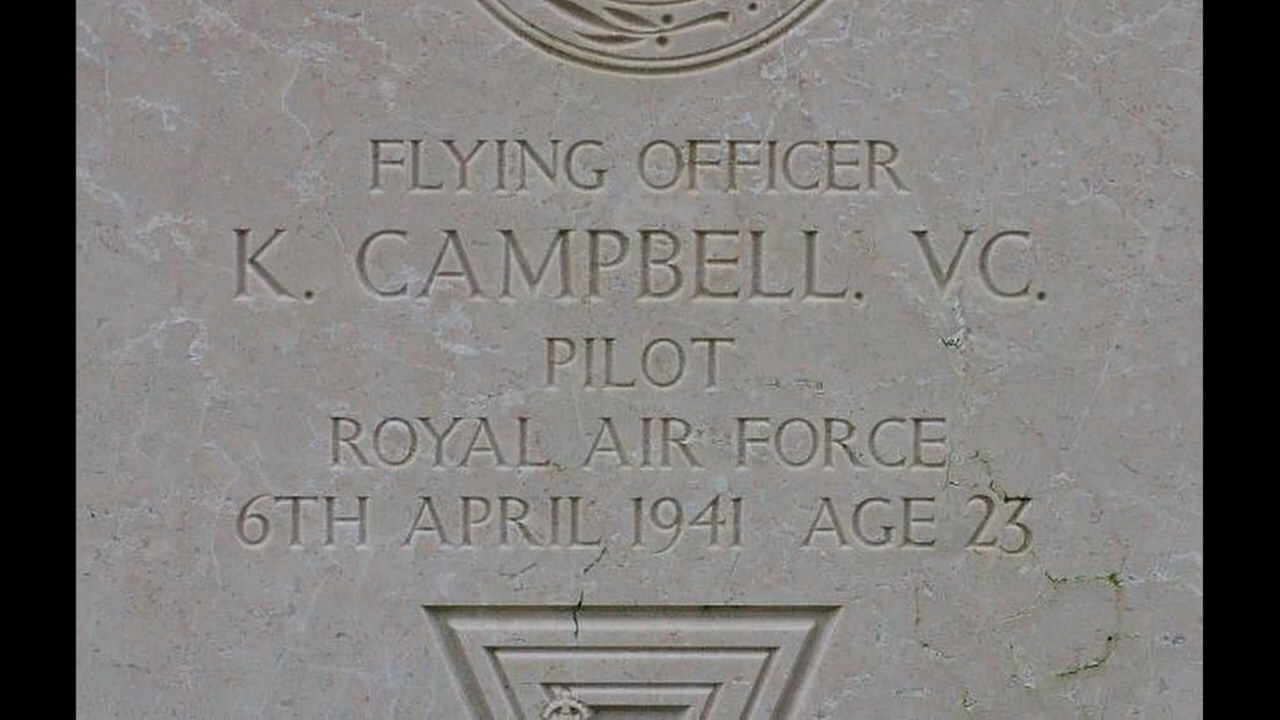 FLYING OFFICER
K. CAMPBELL. VC.
PILOT
ROYAL AIR FORCE
6TH APRIL 1941 AGE 23